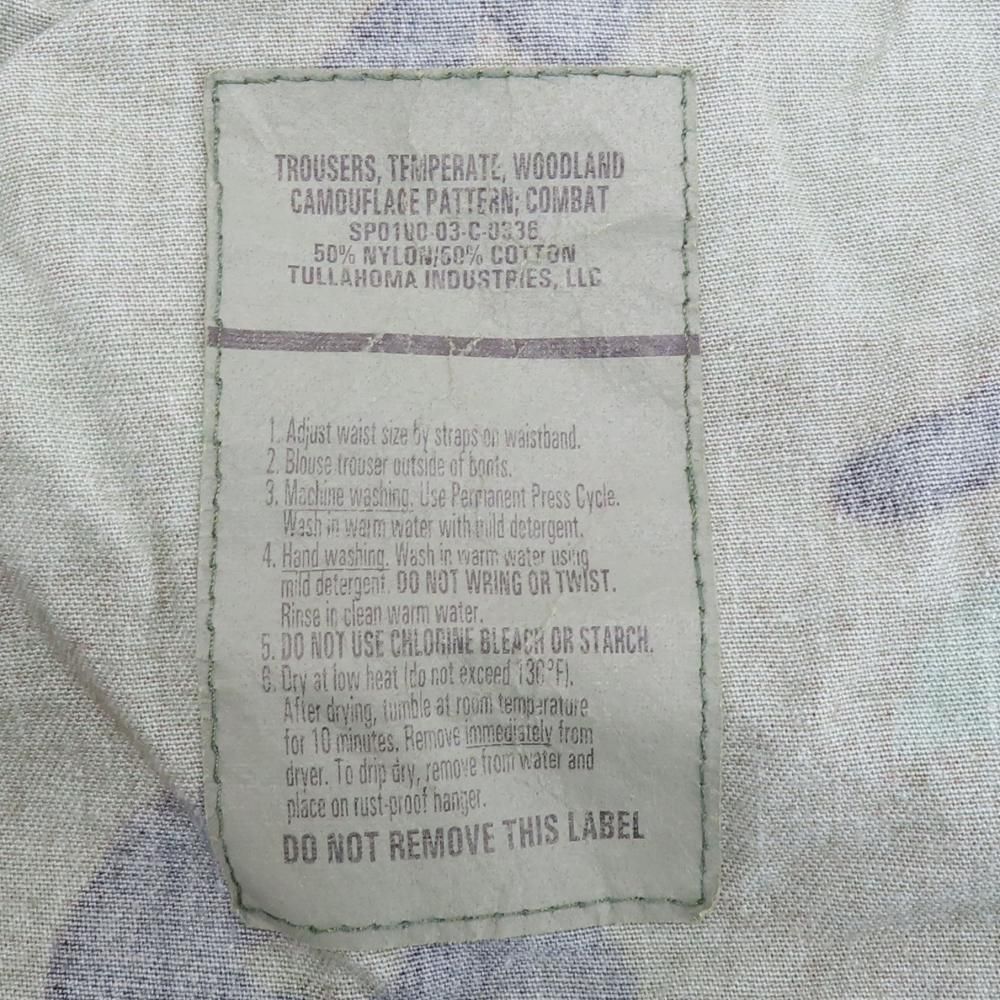 TROUSERS, TEMPERATE, WOODLAND
CAMOUFLAGE PATTERN; COMBAT
SP0100-03-C-0336
50% NYLON/50% COTTON
TULLAHOMA INDUSTRIES, LLC
1. Adjust waist size by straps on waistband.
2. Blouse trouser outside of boots.
3. Machine washing. Use Permanent Press Cycle.
Wash in warm water with mild detergent.
4. Hand washing. Wash in warm water using
mild detergent. DO NOT WRING OR TWIST.
Rinse in clean warm water.
5. DO NOT USE CHLORINE BLEACH OR STARCH.
6. Dry at low heat (do not exceed 130°F).
After drying, tumble at room temperature
for 10 minutes. Remove immediately from
dryer. To drip dry, remove from water and
place on rust-proof hanger.
DO NOT REMOVE THIS LABEL